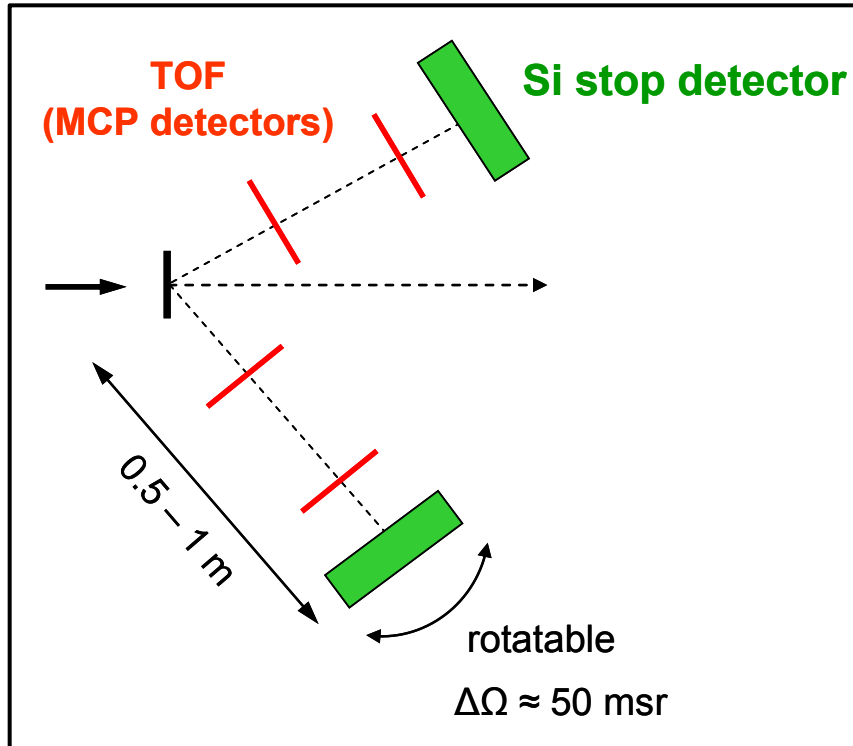 TOF
(MCP detectors)
Si stop detector
0.5 – 1 m
rotatable
ΔΩ ≈ 50 msr